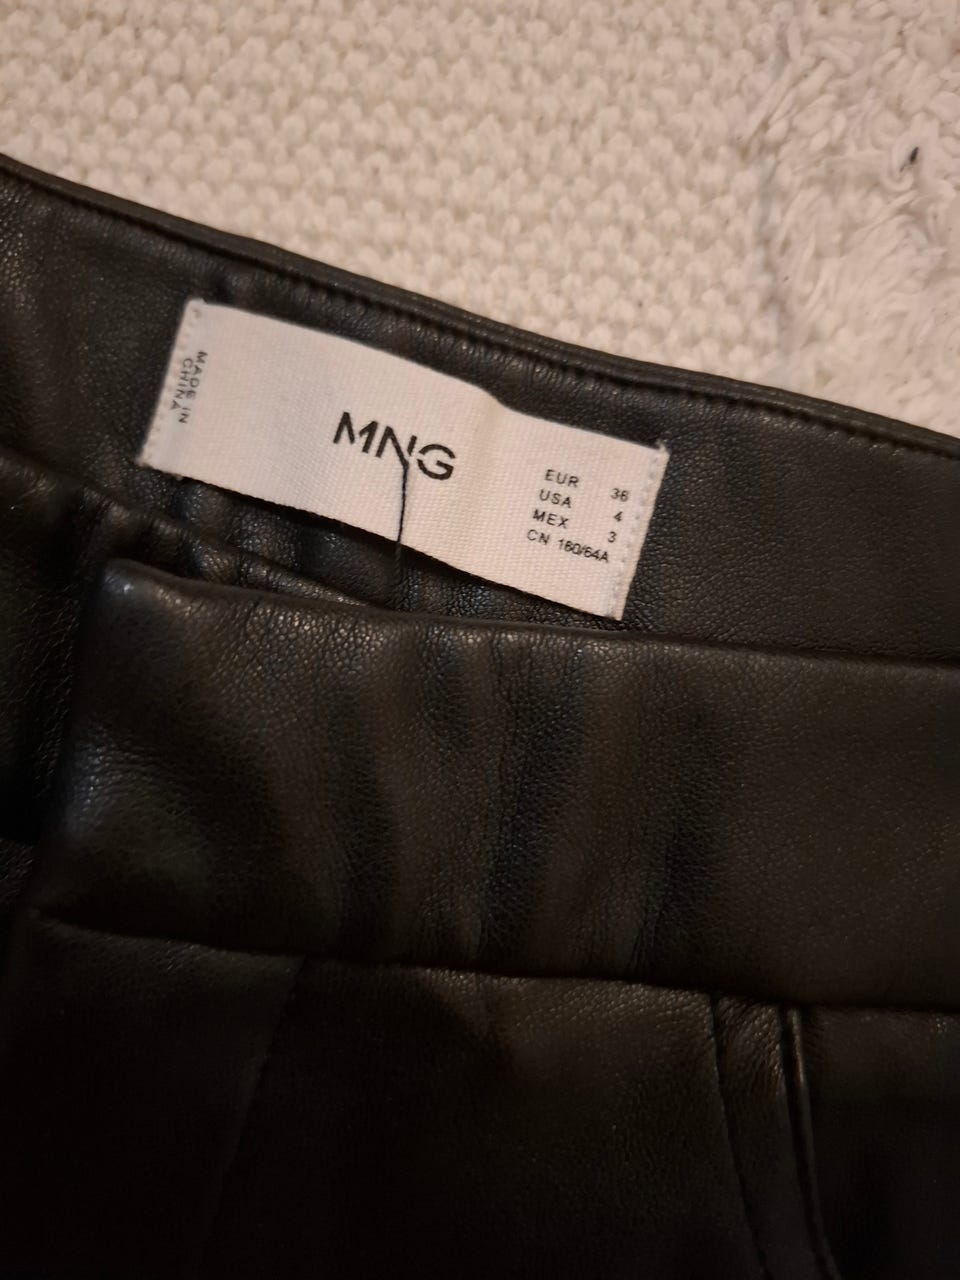 MADE IN
CHINA
MNG
EUR 36
USA 4
MEX 3
CN 160/64A